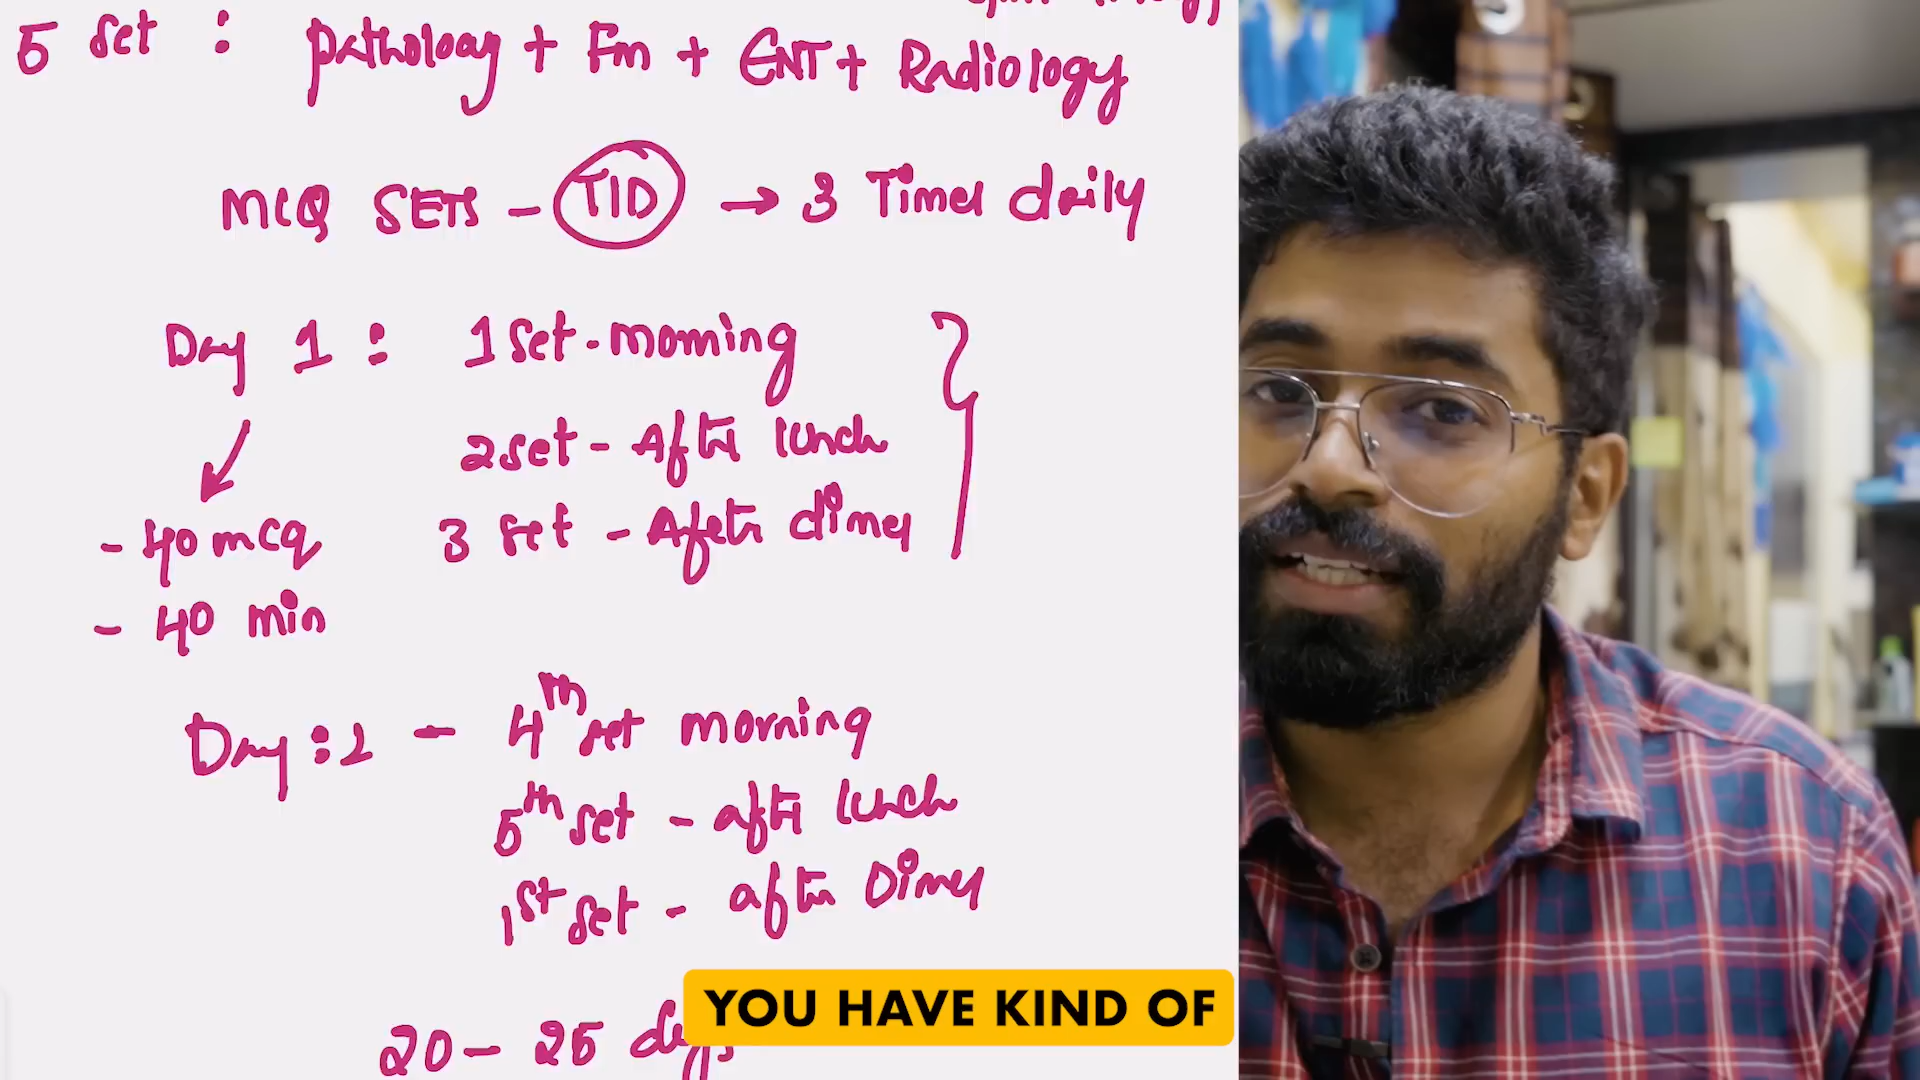 5 set : pathology + Fm + ENT + Radiology
MCQ SETS - TID → 3 Times daily
Day 1 : 1 set - morning
2 set - After lunch
- 40 mcq 3 set - After dinner
- 40 min
Day : 2 - 4th set morning
5th set - after lunch
1st set - after Dinner
20 - 25 days
YOU HAVE KIND OF